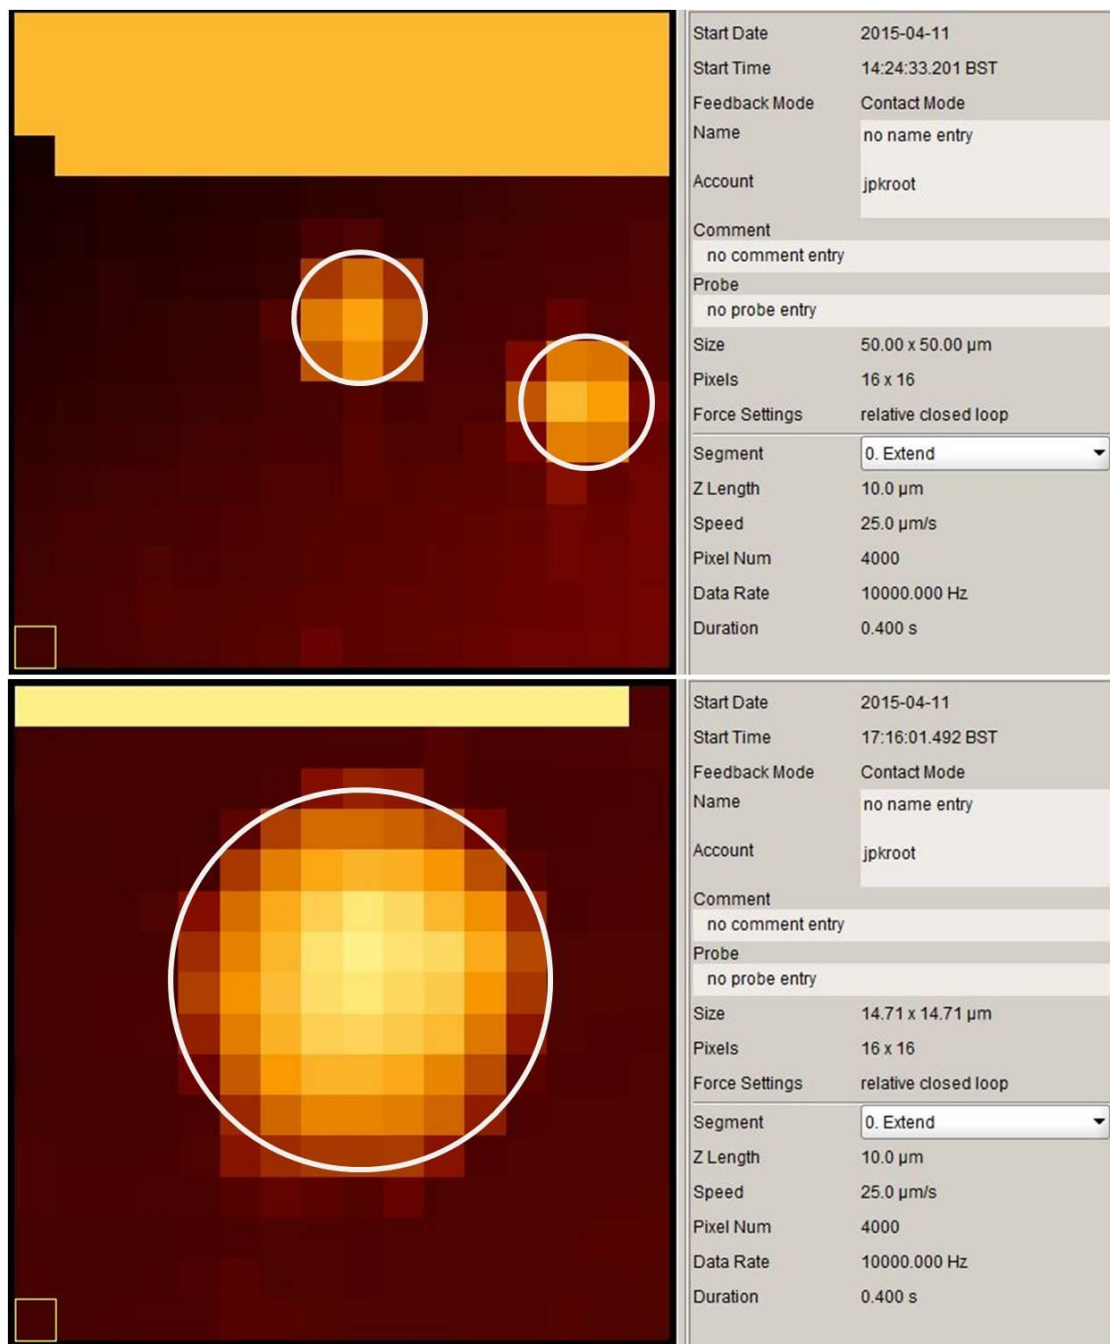 Start Date 2015-04-11
Start Time 14:24:33.201 BST
Feedback Mode Contact Mode
Name no name entry
Account jpkroot
Comment
no comment entry
Probe
no probe entry
Size 50.00 x 50.00 µm
Pixels 16 x 16
Force Settings relative closed loop
Segment 0. Extend
Z Length 10.0 µm
Speed 25.0 µm/s
Pixel Num 4000
Data Rate 10000.000 Hz
Duration 0.400 s
Start Date 2015-04-11
Start Time 17:16:01.492 BST
Feedback Mode Contact Mode
Name no name entry
Account jpkroot
Comment
no comment entry
Probe
no probe entry
Size 14.71 x 14.71 µm
Pixels 16 x 16
Force Settings relative closed loop
Segment 0. Extend
Z Length 10.0 µm
Speed 25.0 µm/s
Pixel Num 4000
Data Rate 10000.000 Hz
Duration 0.400 s